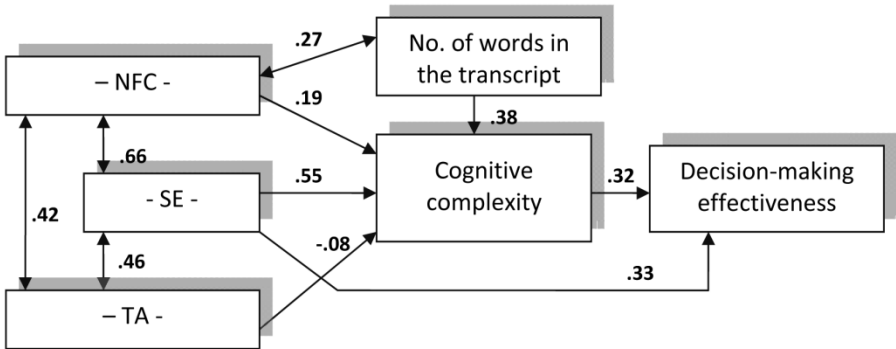 .27
No. of words in
the transcript
– NFC -
.19
.38
.66
Cognitive
complexity
.55
.32
Decision-making
effectiveness
- SE -
.42
-.08
.46
.33
– TA -